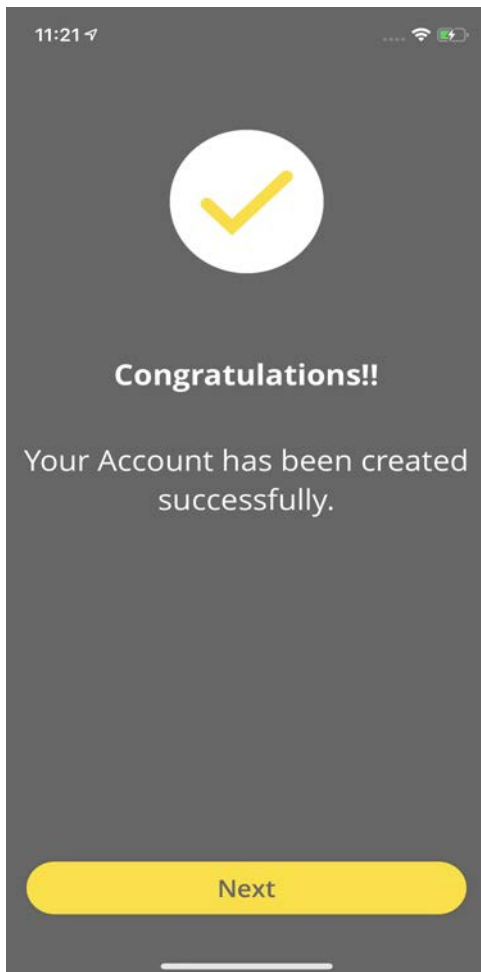 11:21
Congratulations!!
Your Account has been created
successfully.
Next